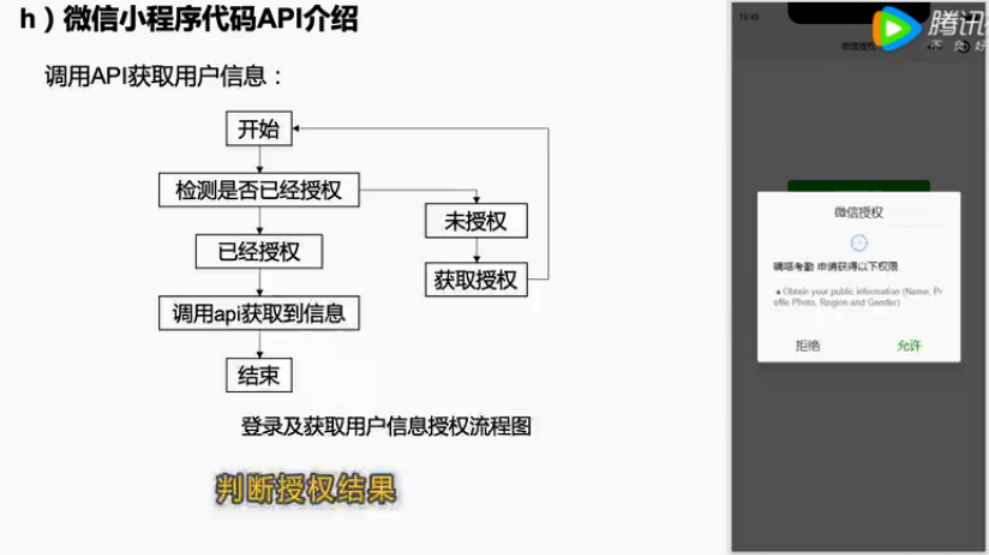 h）微信小程序代码API介绍
调用API获取用户信息：
开始
检测是否已经授权
未授权
已经授权
获取授权
调用api获取到信息
结束
登录及获取用户信息授权流程图
判断授权结果
19:49
腾讯
不负好
微信授权
微信授权
嘀嗒考勤 申请获得以下权限
• Obtain your public information (Name, Pr
ofile Photo, Region and Gender)
拒绝
允许